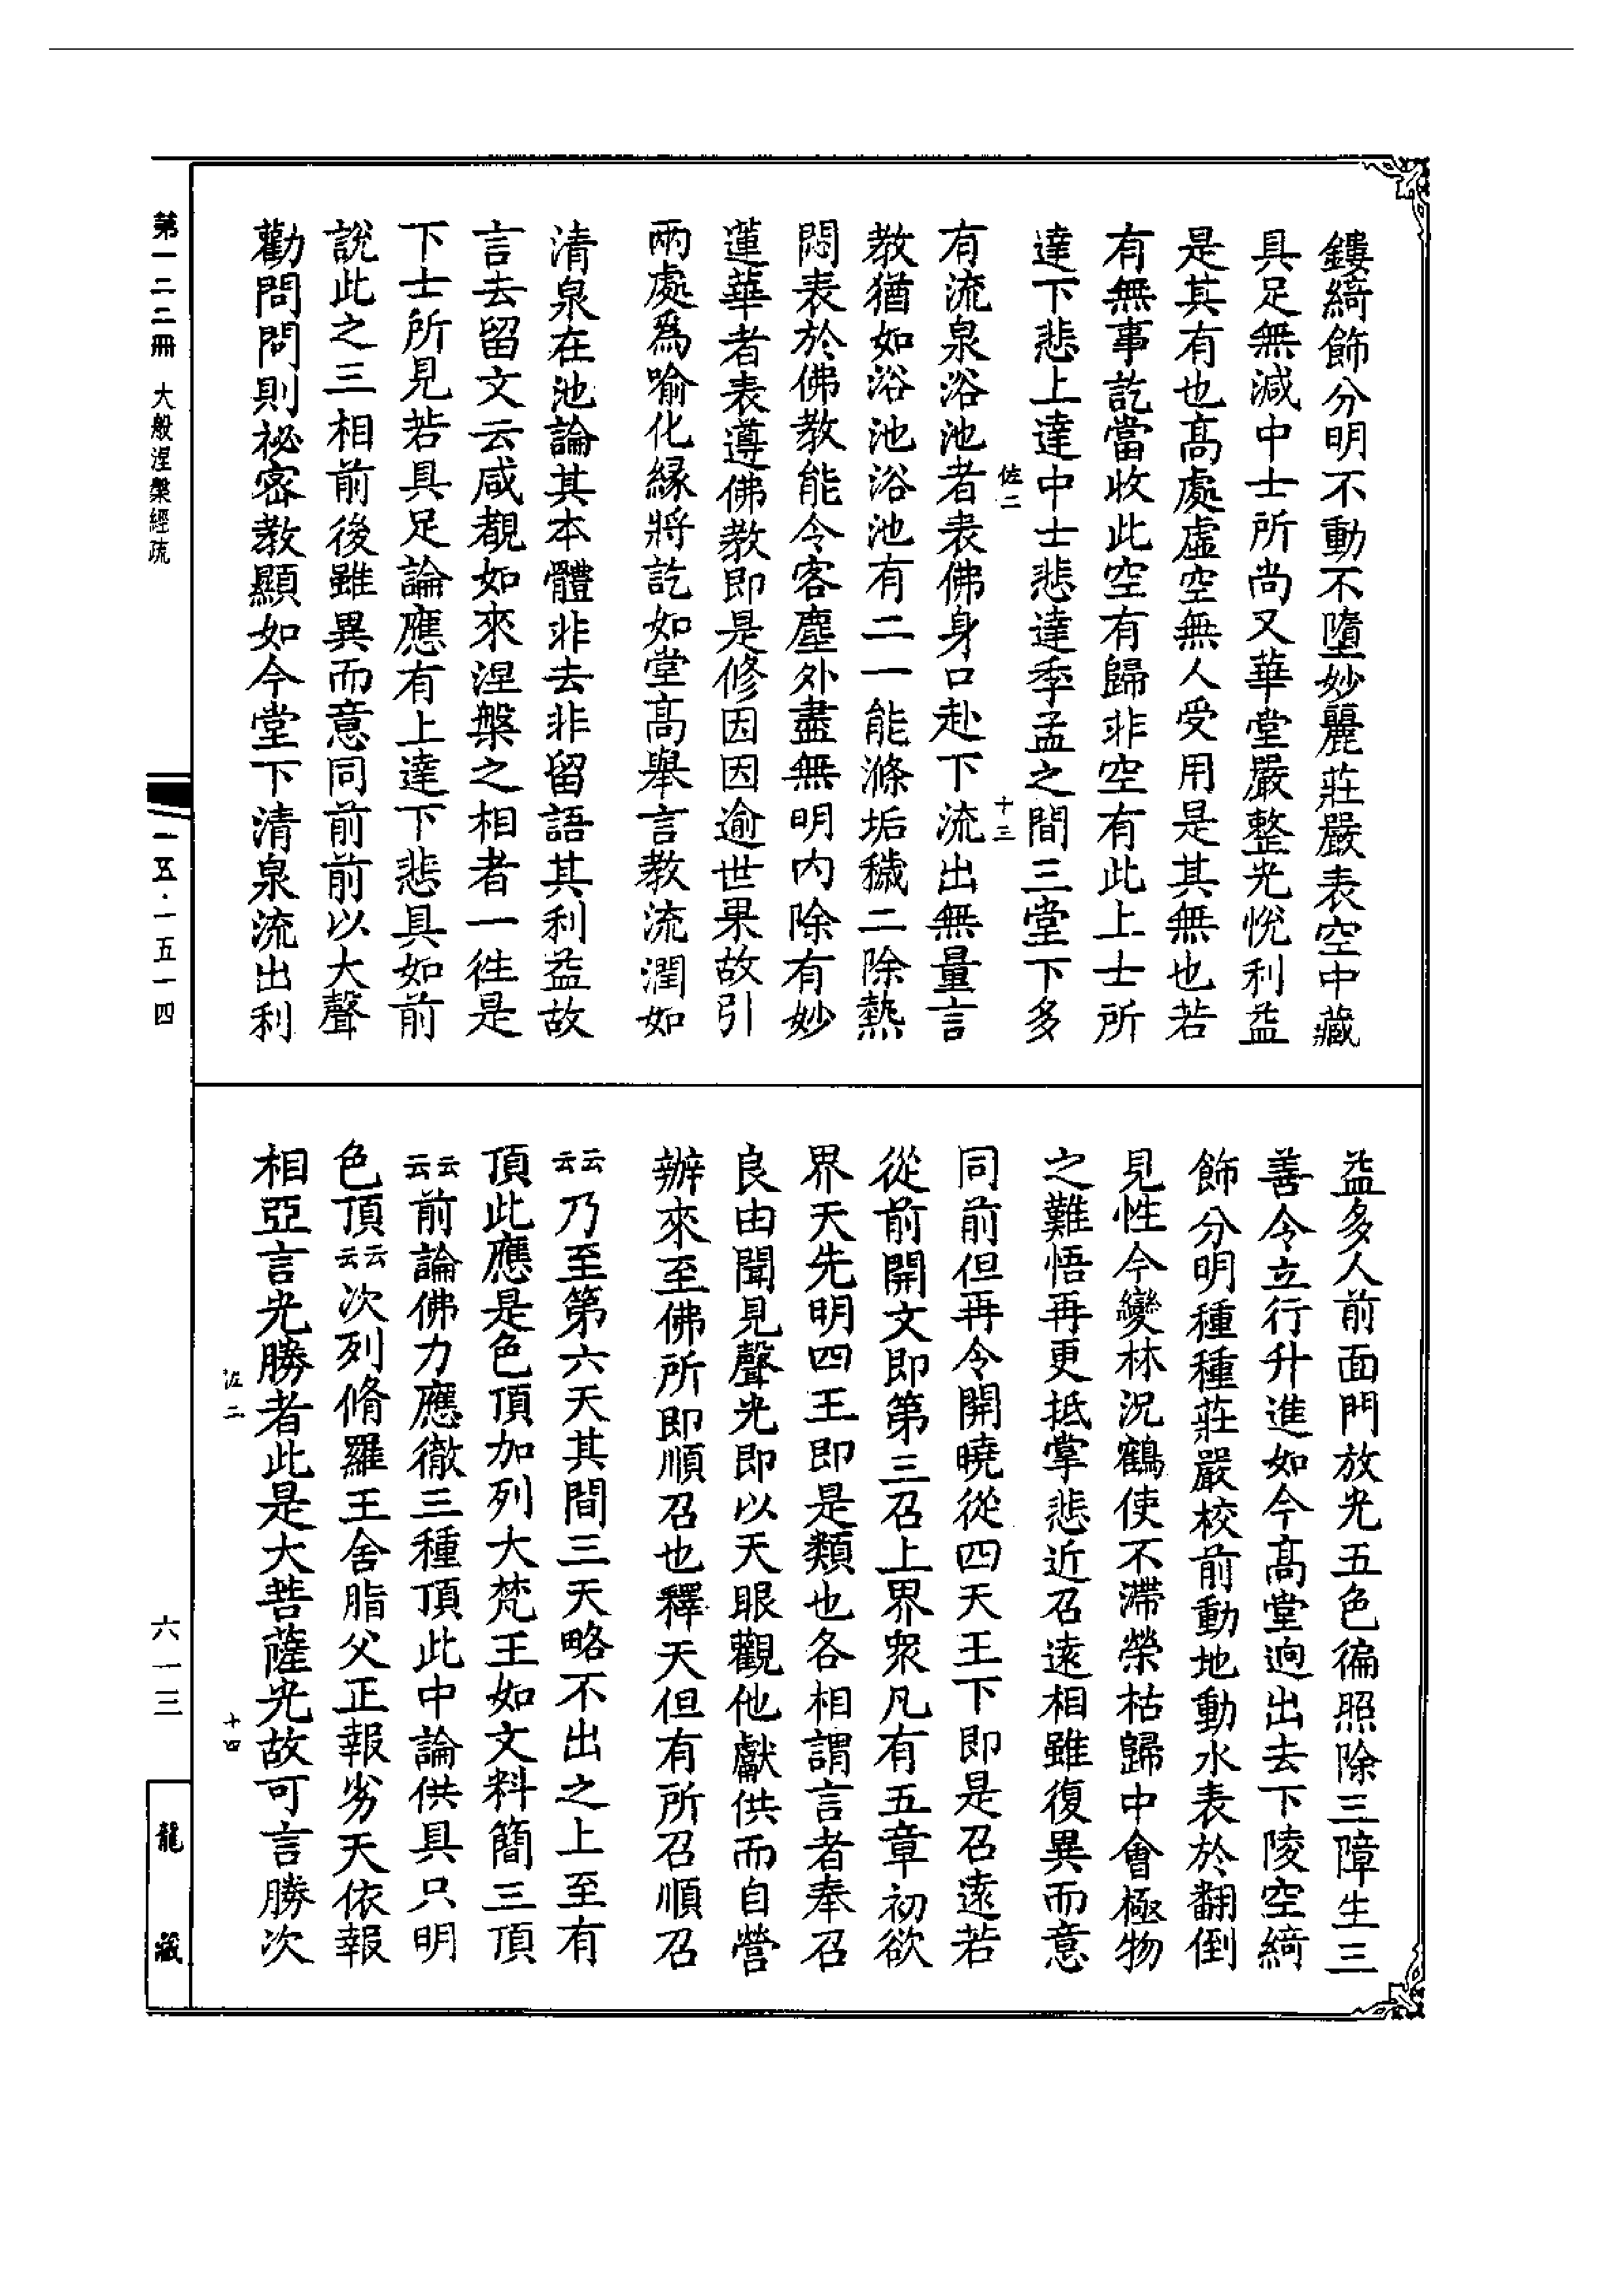 鏤綺飾分明不動不墮妙麗莊嚴表空中藏
具足無減中士所尚又華堂嚴整光悅利益
是其有也高處虛空無人受用是其無也若
有無事訖當收此空有歸非空有此上士所
達下悲上達中士悲達季孟之間三堂下多
佐二
十三
有流泉浴池者表佛身口赴下流出無量言
教猶如浴池浴池有二一能滌垢穢二除熱
悶表於佛教能令客塵外盡無明內除有妙
蓮華者表遵佛教即是修因因逾世果故引
兩處為喻化緣將訖如堂高舉言教流潤如
清泉在池論其本體非去非留語其利益故
言去留文云咸覩如來涅槃之相者一徃是
下士所見若具足論應有上達下悲具如前
說此之三相前後雖異而意同前前以大聲
勸問問則祕密教顯如今堂下清泉流出利
益多人前面門放光五色徧照除三障生三
善令立行升進如今高堂逈出去下陵空綺
飾分明種種莊嚴校前動地動水表於翻倒
見性今變林況鶴使不滯榮枯歸中會極物
之難悟再更抵掌悲近召遠相雖復異而意
同前但再令開曉從四天王下即是召遠若
從前開文即第三召上界眾凡有五章初欲
界天先明四王即是類也各相謂言者奉召
良由聞見聲光即以天眼觀他獻供而自營
辦來至佛所即順召也釋天但有所召順召
云云乃至第六天其間三天略不出之上至有
頂此應是色頂加列大梵王如文料簡三頂
云云前論佛力應徹三種頂此中論供具只明
色頂云云次列脩羅王舍脂父正報劣天依報
相亞言光勝者此是大菩薩光故可言勝次
佐二
十四
第一二二冊 大般涅槃經疏
一五·一五一四
六一三
龍藏